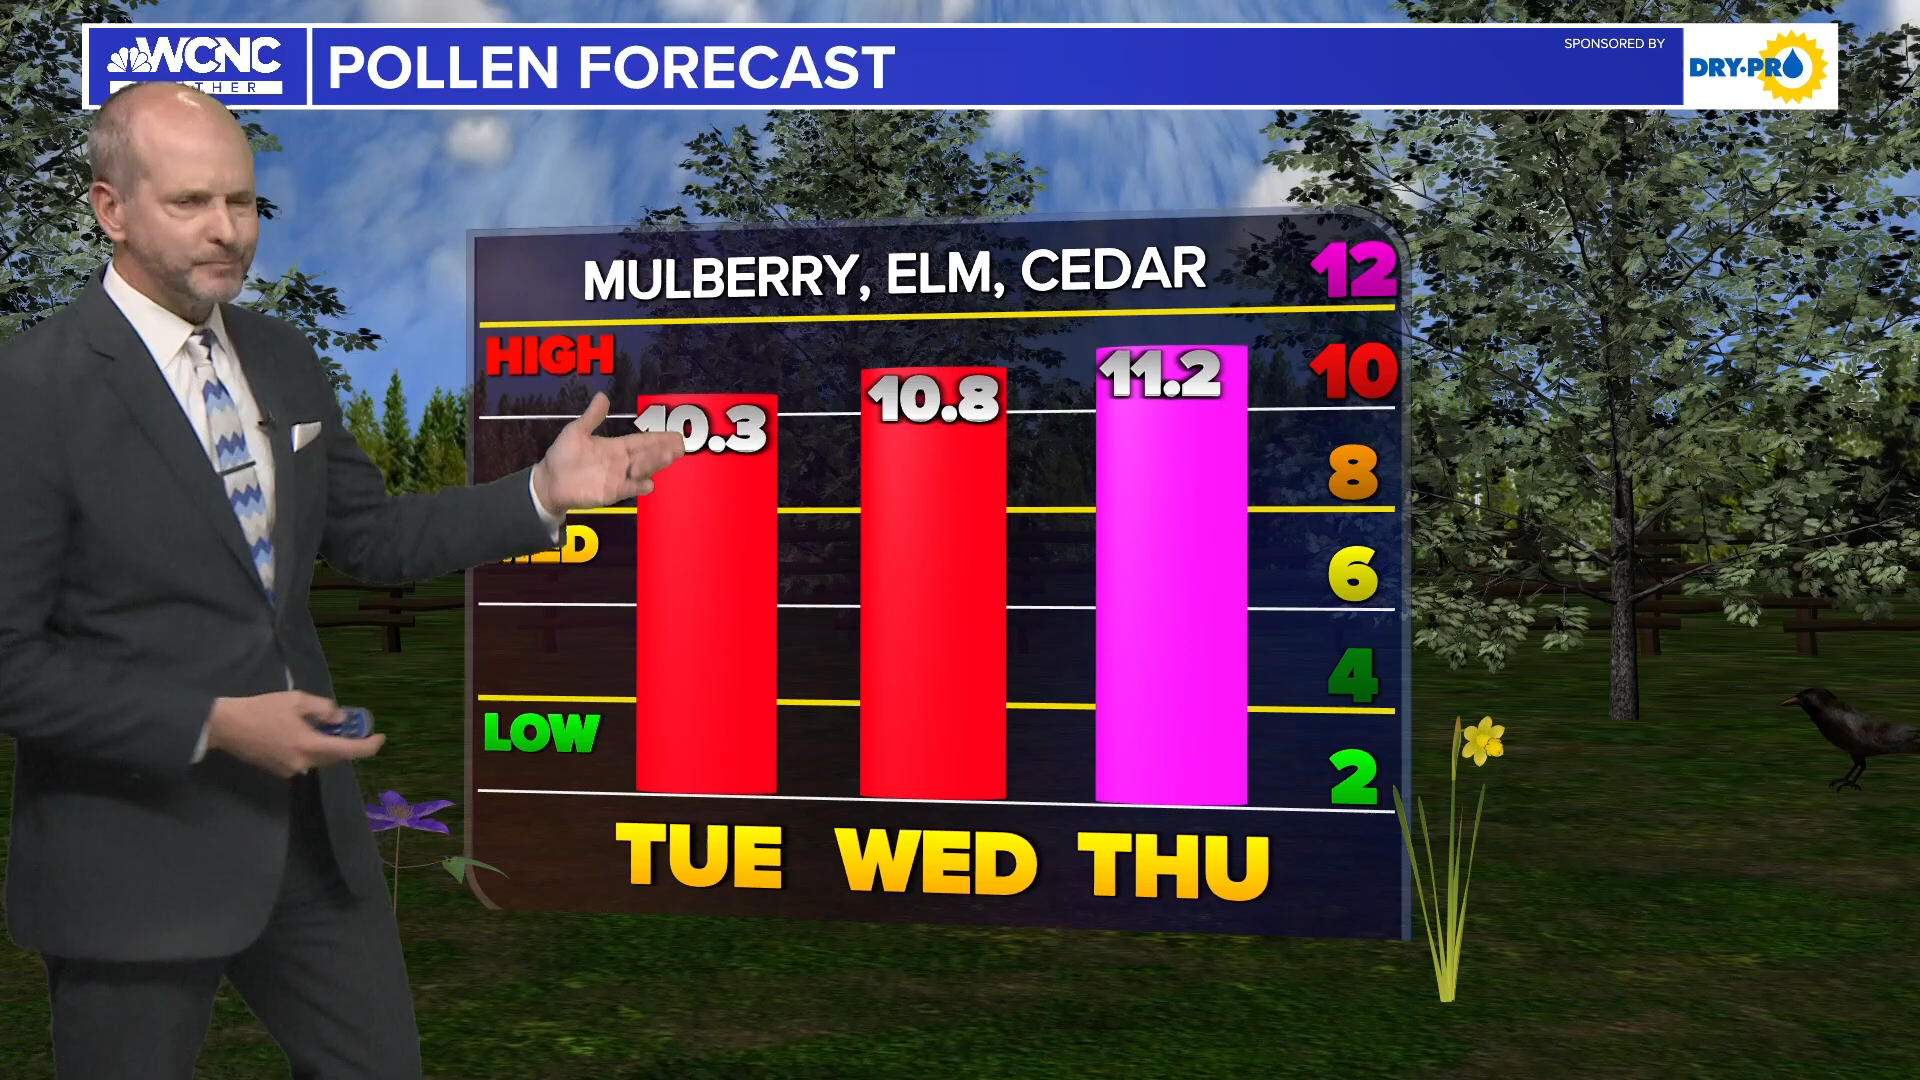 WCNC
POLLEN FORECAST
SPONSORED BY
DRY-PRO
MULBERRY, ELM, CEDAR
12
HIGH
10
10.3
10.8
11.2
8
6
4
LOW
2
TUE WED THU